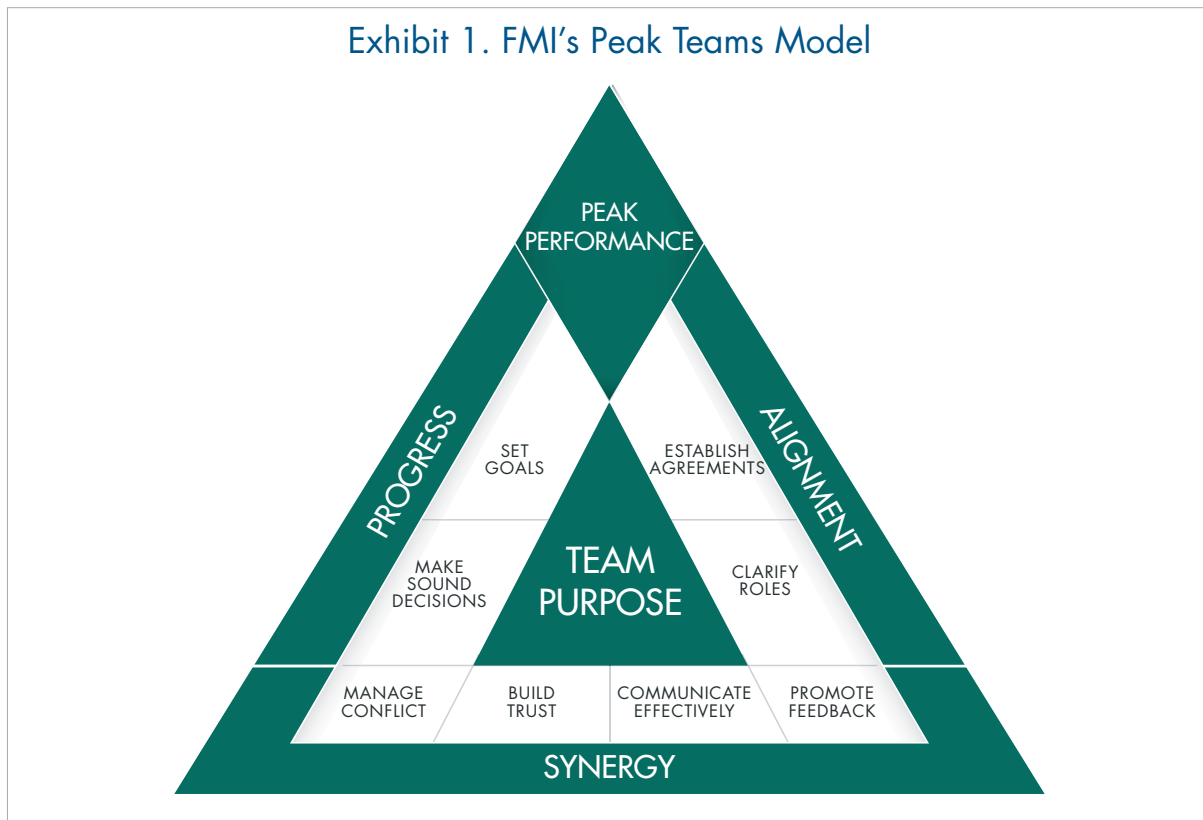 Exhibit 1. FMI's Peak Teams Model
PEAK
PERFORMANCE
PROGRESS
ALIGNMENT
SET
GOALS
ESTABLISH
AGREEMENTS
MAKE
SOUND
DECISIONS
TEAM
PURPOSE
CLARIFY
ROLES
MANAGE
CONFLICT
BUILD
TRUST
COMMUNICATE
EFFECTIVELY
PROMOTE
FEEDBACK
SYNERGY